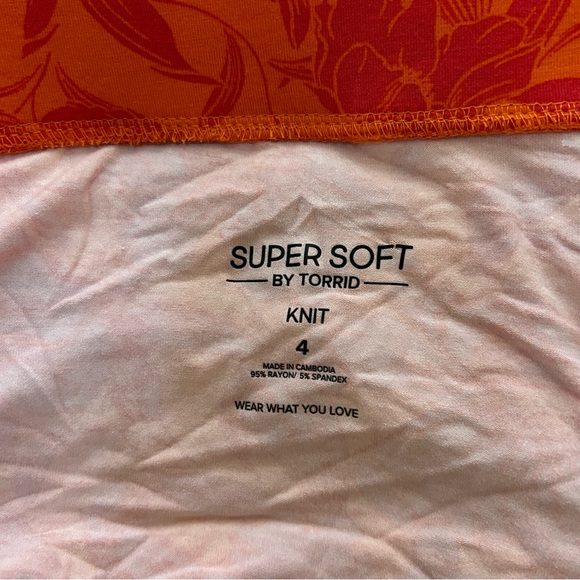 SUPER SOFT
BY TORRID
KNIT
4
MADE IN CAMBODIA
95% RAYON/ 5% SPANDEX
WEAR WHAT YOU LOVE